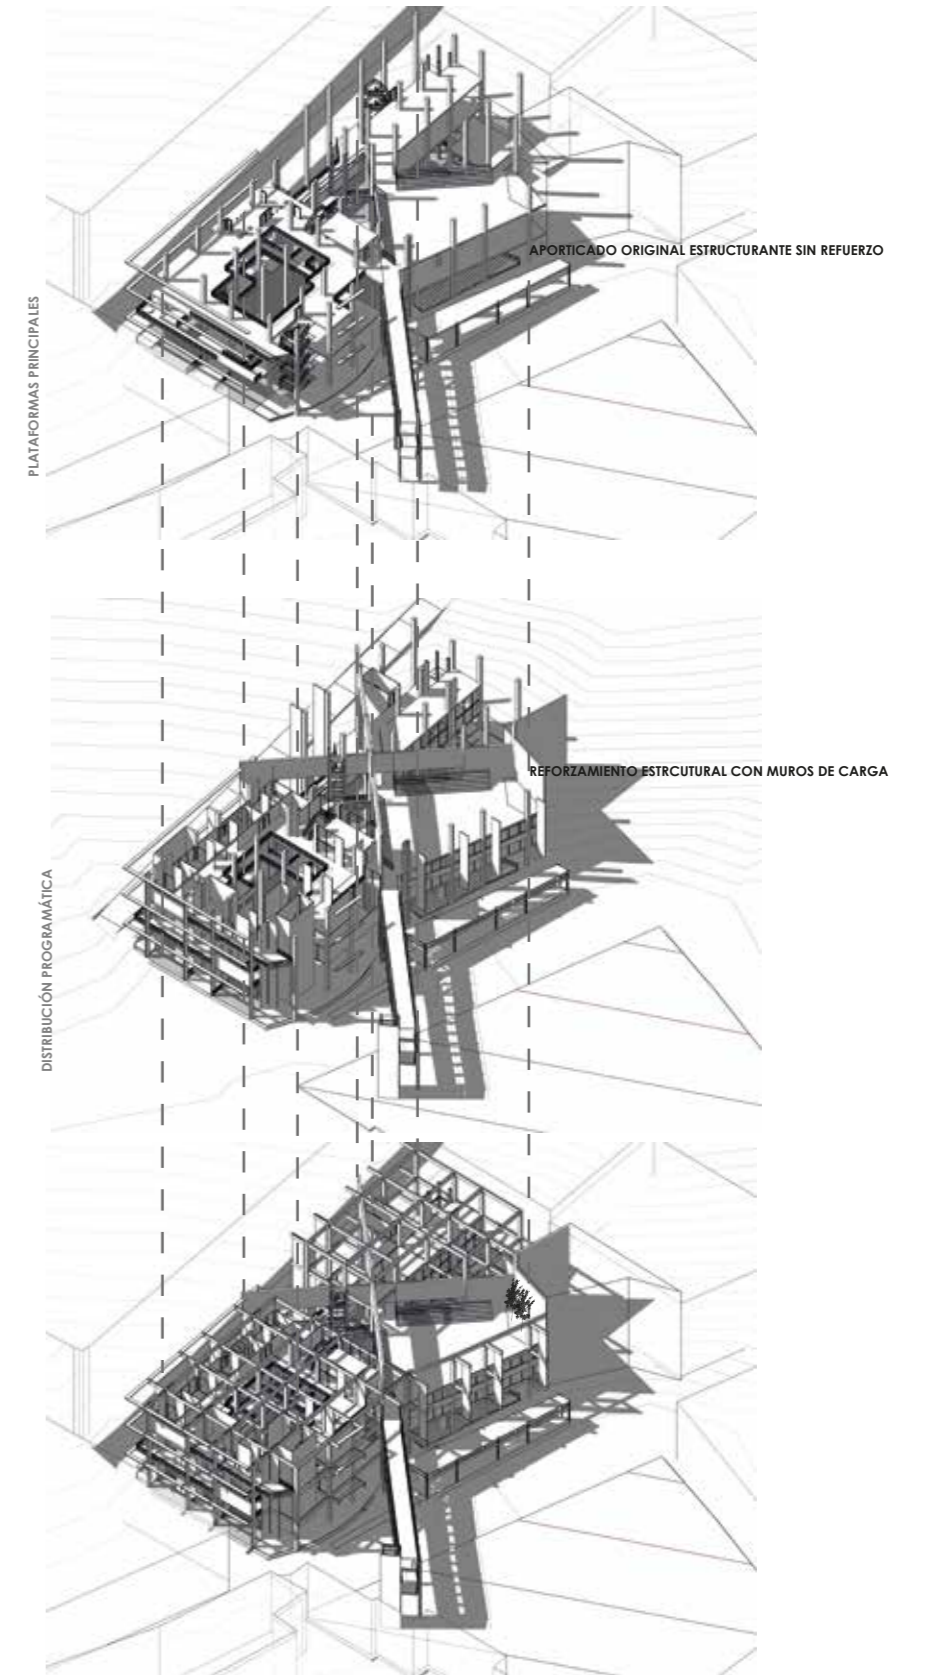 APORTICADO ORIGINAL ESTRUCTURANTE SIN REFUERZO
PLATAFORMAS PRINCIPALES
REFORZAMIENTO ESTRCUTURAL CON MUROS DE CARGA
DISTRIBUCIÓN PROGRAMÁTICA